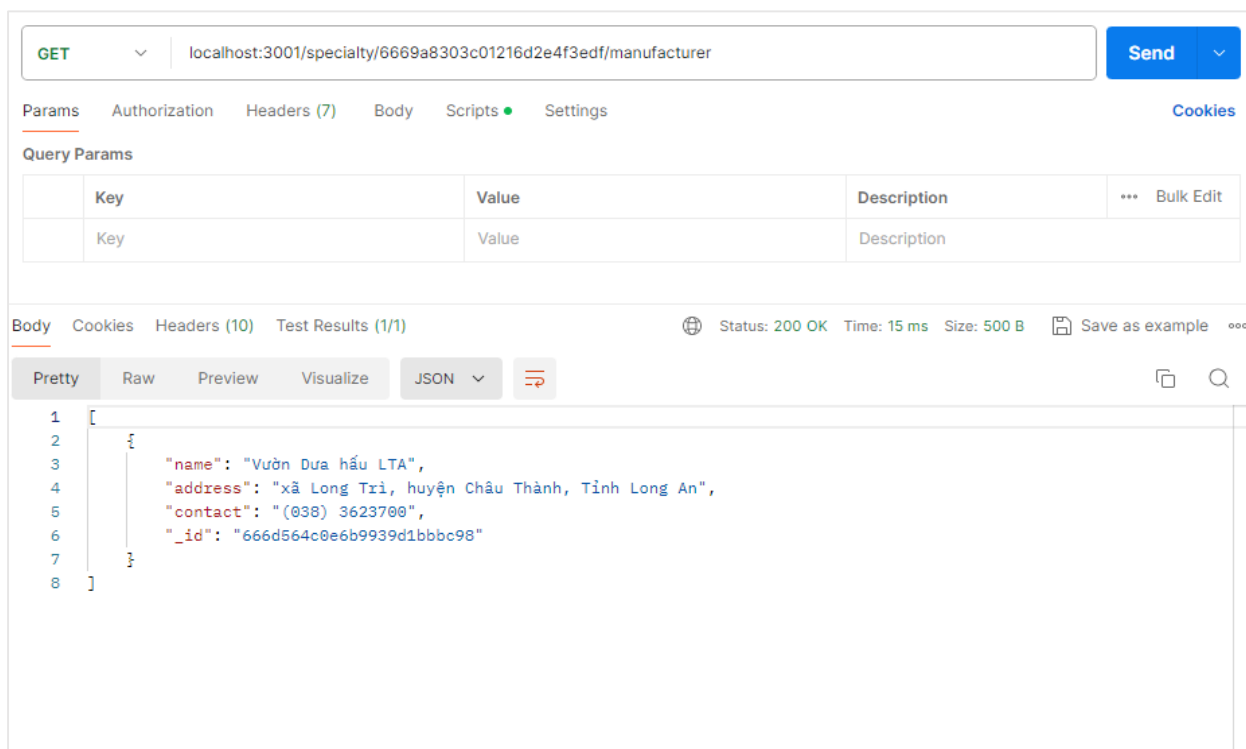 GET localhost:3001/specialty/6669a8303c01216d2e4f3edf/manufacturer Send
Params Authorization Headers (7) Body Scripts Settings Cookies
Query Params
Key Value Description Bulk Edit
Key Value Description
Body Cookies Headers (10) Test Results (1/1) Status: 200 OK Time: 15 ms Size: 500 B Save as example
Pretty Raw Preview Visualize JSON
1 [
2 {
3 "name": "Vườn Dưa hấu LTA",
4 "address": "xã Long Trì, huyện Châu Thành, Tỉnh Long An",
5 "contact": "(038) 3623700",
6 "_id": "666d564c0e6b9939d1bbbc98"
7 }
8 ]